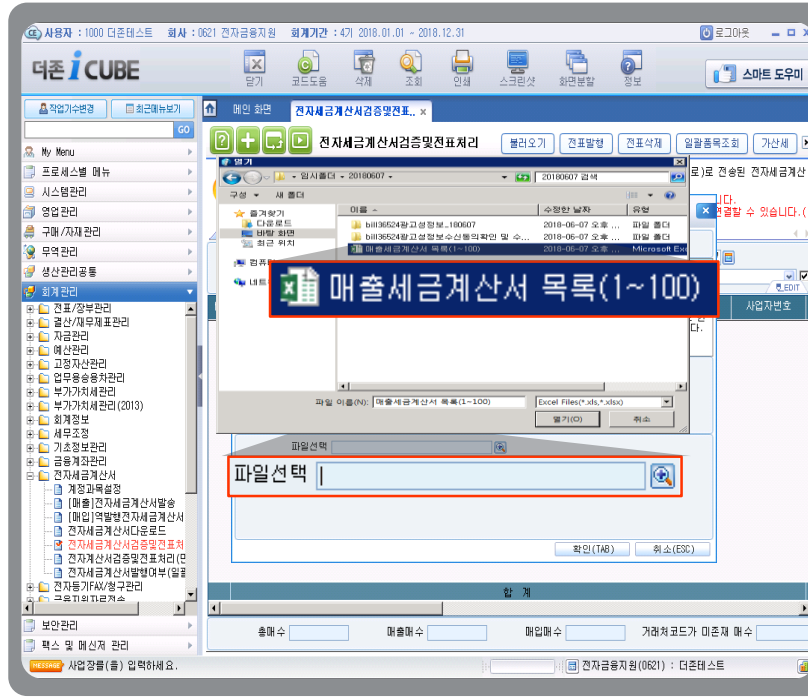 사용자 : 1000 더존테스트 회사 : 0621 전자금융지원 회계기간 : 4기 2018.01.01 ~ 2018.12.31 로그아웃
더존 iCUBE
닫기 코드도움 삭제 조회 인쇄 스크린샷 화면분할 정보 스마트 도우미
작업기수변경 최근메뉴보기
메인 화면 전자세금계산서검증및전표.. x
GO
전자세금계산서검증및전표처리 불러오기 전표발행 전표삭제 일괄품목조회 가산세
My Menu
프로세스별 메뉴
시스템관리
영업관리
구매/자재관리
무역관리
생산관리공통
회계관리
전표/장부관리
결산/재무제표관리
자금관리
예산관리
고정자산관리
업무용승용차관리
부가가치세관리
부가가치세관리(2013)
회계정보
세무조정
기초정보관리
금융계좌관리
전자세금계산서
계정과목설정
[매출]전자세금계산서발송
[매입]역발행전자세금계산서
전자세금계산서다운로드
전자세금계산서검증및전표처
전자계산서검증및전표처리(면
전자세금계산서발행여부(일괄
전자등기FAX/청구관리
금융지원자료전송
보안관리
팩스 및 메신저 관리
열기
임시폴더 20180607 20180607 검색
구성 새 폴더
즐겨찾기
다운로드
바탕 화면
최근 위치
컴퓨터
네트
이름 수정한 날짜 유형
bill36524광고성정보_180607 2018-06-07 오후 ... 파일 폴더
bill36524광고성정보수신동의확인 및 수... 2018-06-07 오후 ... 파일 폴더
매출세금계산서 목록(1~100) 2018-06-07 오후 ... Microsoft Exc
매출세금계산서 목록(1~100)
파일 이름(N): 매출세금계산서 목록(1~100) Excel Files(*.xls,*.xlsx)
열기(O) 취소
로)로 전송된 전자세금계산
니다.
연결할 수 있습니다.(
EDIT
사업자번호
다.
파일선택
파일선택
확인(TAB) 취소(ESC)
합 계
총매수 매출매수 매입매수 거래처코드가 미존재 매수
MESSAGE 사업장를(을) 입력하세요. 전자금융지원(0621) : 더존테스트